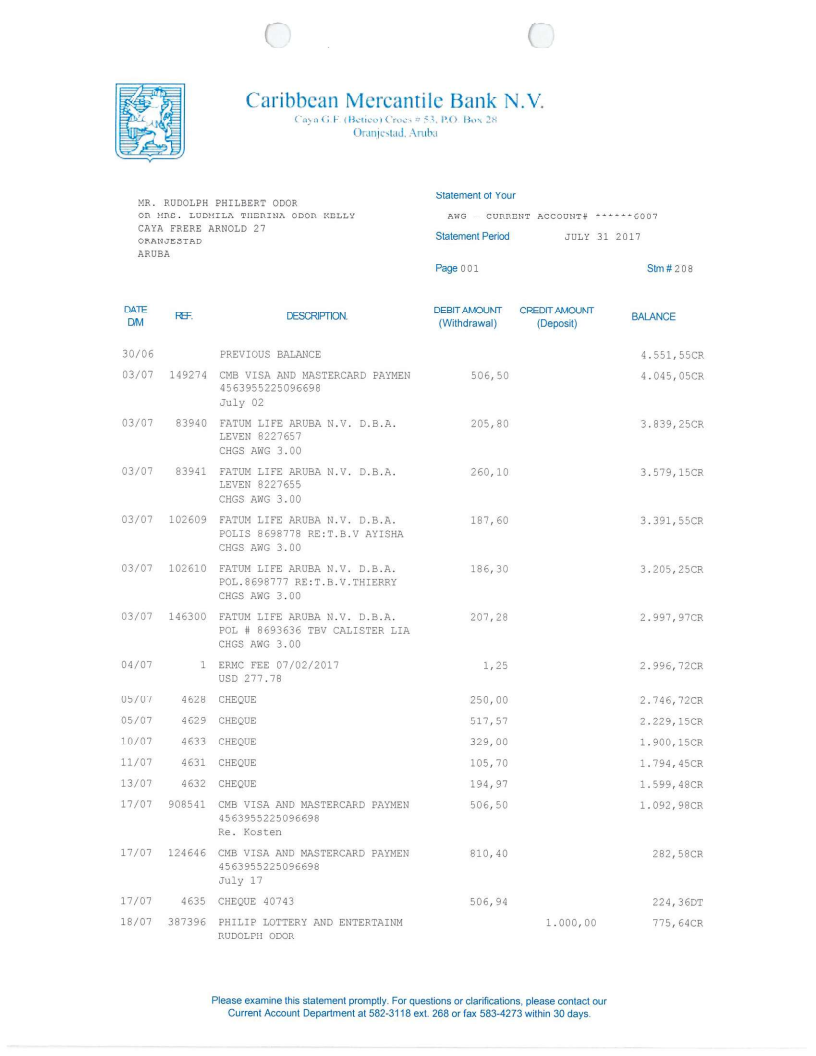 Caribbean Mercantile Bank N.V.
Caya G.F. (Betico) Croes # 53, P.O. Box 28
Oranjestad, Aruba
MR. RUDOLPH PHILBERT ODOR
OR MRS. LUDMILA THERINA ODOR KELLY
CAYA FRERE ARNOLD 27
ORANJESTAD
ARUBA
Statement of Your
AWG - CURRENT ACCOUNT# ******6007
Statement Period JULY 31 2017
Page 001 Stm # 208
DATE D/M REF. DESCRIPTION. DEBIT AMOUNT (Withdrawal) CREDIT AMOUNT (Deposit) BALANCE
30/06 PREVIOUS BALANCE 4.551,55CR
03/07 149274 CMB VISA AND MASTERCARD PAYMEN 506,50 4.045,05CR
4563955225096698
July 02
03/07 83940 FATUM LIFE ARUBA N.V. D.B.A. 205,80 3.839,25CR
LEVEN 8227657
CHGS AWG 3.00
03/07 83941 FATUM LIFE ARUBA N.V. D.B.A. 260,10 3.579,15CR
LEVEN 8227655
CHGS AWG 3.00
03/07 102609 FATUM LIFE ARUBA N.V. D.B.A. 187,60 3.391,55CR
POLIS 8698778 RE:T.B.V AYISHA
CHGS AWG 3.00
03/07 102610 FATUM LIFE ARUBA N.V. D.B.A. 186,30 3.205,25CR
POL.8698777 RE:T.B.V.THIERRY
CHGS AWG 3.00
03/07 146300 FATUM LIFE ARUBA N.V. D.B.A. 207,28 2.997,97CR
POL # 8693636 TBV CALISTER LIA
CHGS AWG 3.00
04/07 1 ERMC FEE 07/02/2017 1,25 2.996,72CR
USD 277.78
05/07 4628 CHEQUE 250,00 2.746,72CR
05/07 4629 CHEQUE 517,57 2.229,15CR
10/07 4633 CHEQUE 329,00 1.900,15CR
11/07 4631 CHEQUE 105,70 1.794,45CR
13/07 4632 CHEQUE 194,97 1.599,48CR
17/07 908541 CMB VISA AND MASTERCARD PAYMEN 506,50 1.092,98CR
4563955225096698
Re. Kosten
17/07 124646 CMB VISA AND MASTERCARD PAYMEN 810,40 282,58CR
4563955225096698
July 17
17/07 4635 CHEQUE 40743 506,94 224,36DT
18/07 387396 PHILIP LOTTERY AND ENTERTAINM 1.000,00 775,64CR
RUDOLPH ODOR
Please examine this statement promptly. For questions or clarifications, please contact our
Current Account Department at 582-3118 ext. 268 or fax 583-4273 within 30 days.